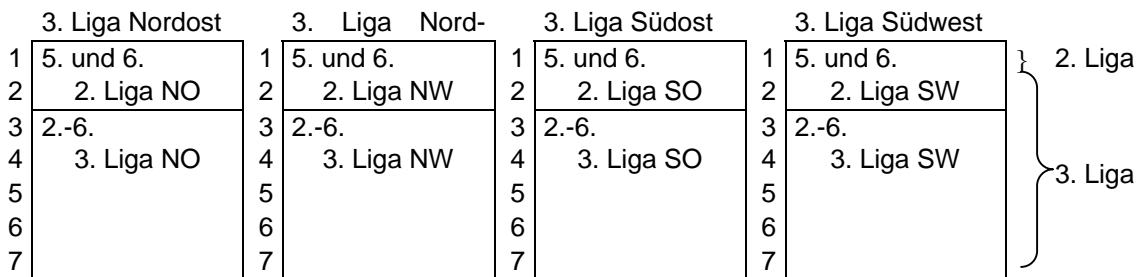 3. Liga Nordost 3. Liga Nord- 3. Liga Südost 3. Liga Südwest
1 5. und 6. 1 5. und 6. 1 5. und 6. 1 5. und 6. } 2. Liga
2 2. Liga NO 2 2. Liga NW 2 2. Liga SO 2 2. Liga SW
3 2.-6. 3 2.-6. 3 2.-6. 3 2.-6.
4 3. Liga NO 4 3. Liga NW 4 3. Liga SO 4 3. Liga SW
3. Liga
5 5 5 5
6 6 6 6
7 7 7 7